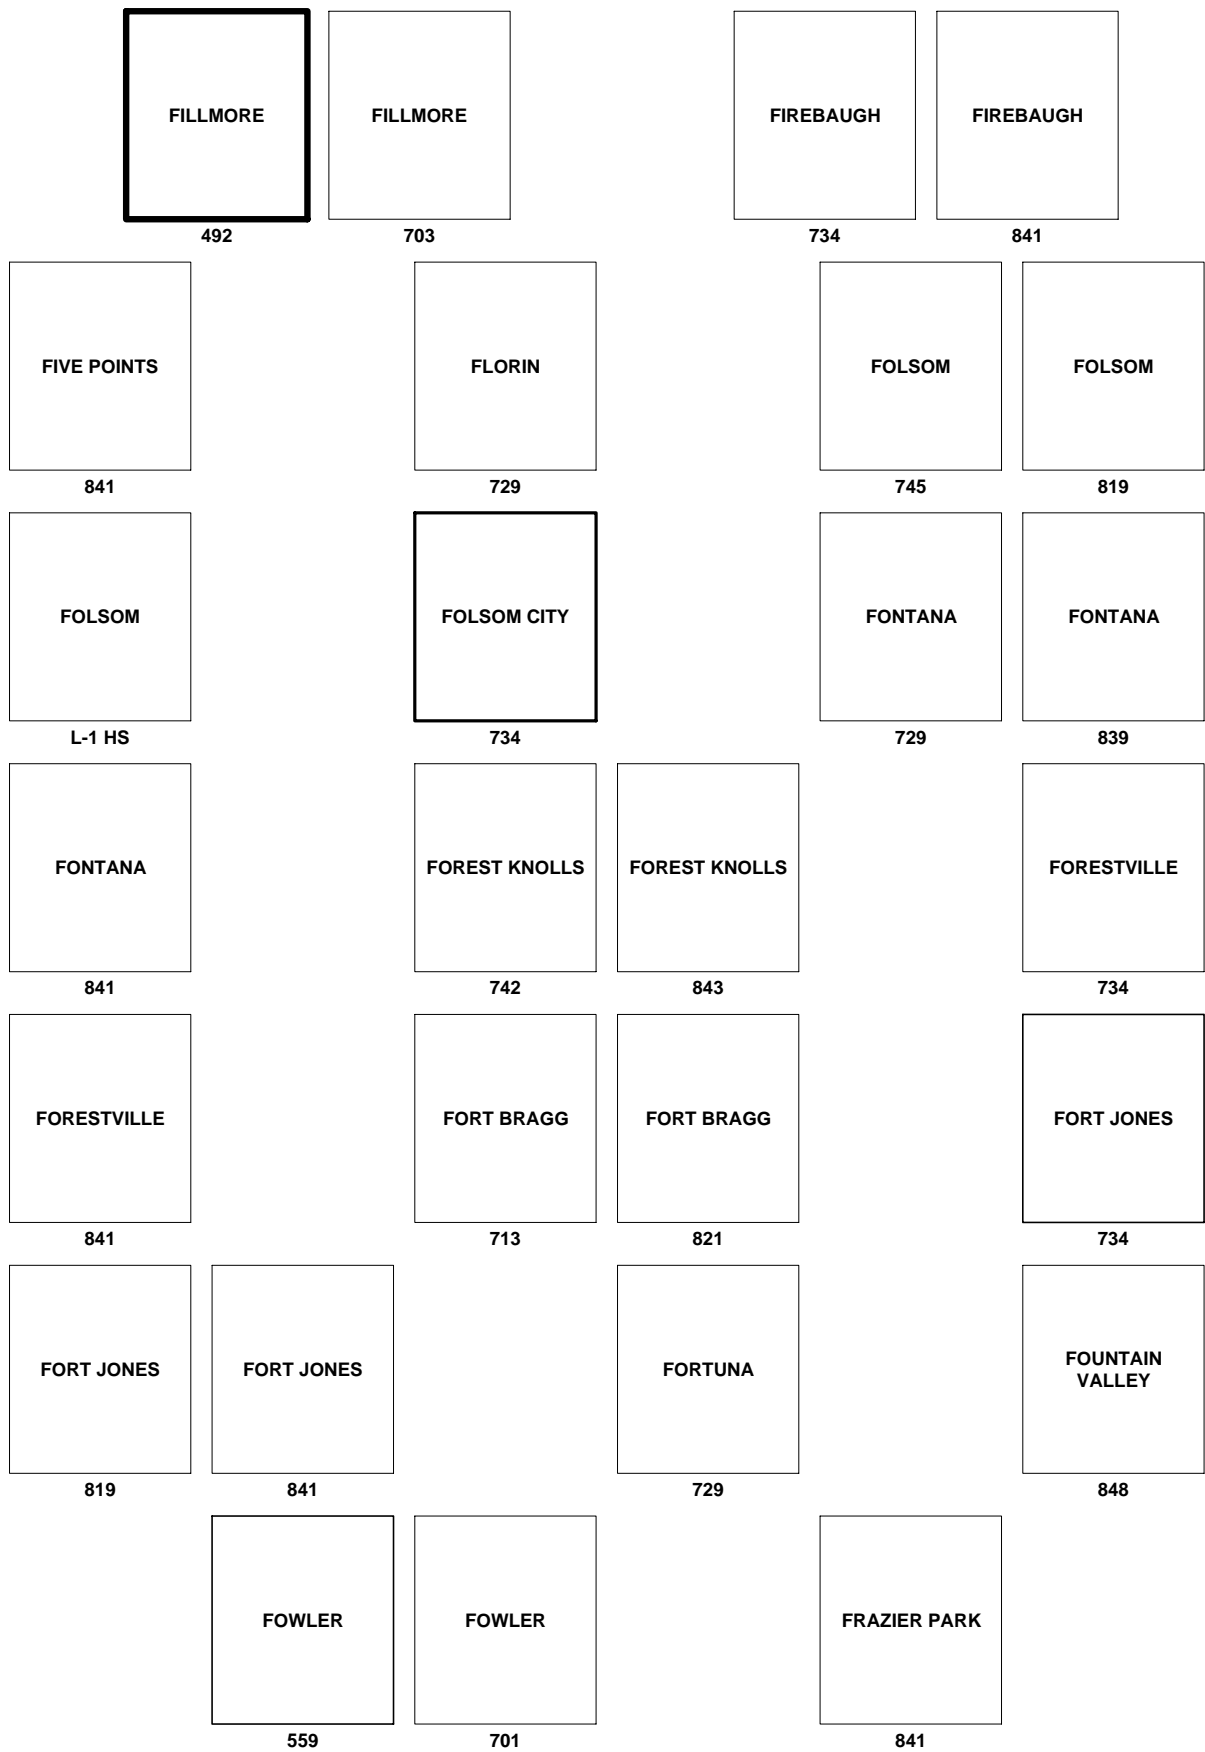 FILLMORE
FILLMORE
FIREBAUGH
FIREBAUGH
492
703
734
841
FIVE POINTS
FLORIN
FOLSOM
FOLSOM
841
729
745
819
FOLSOM
FOLSOM CITY
FONTANA
FONTANA
L-1 HS
734
729
839
FONTANA
FOREST KNOLLS
FOREST KNOLLS
FORESTVILLE
841
742
843
734
FORESTVILLE
FORT BRAGG
FORT BRAGG
FORT JONES
841
713
821
734
FORT JONES
FORT JONES
FORTUNA
FOUNTAIN
VALLEY
819
841
729
848
FOWLER
FOWLER
FRAZIER PARK
559
701
841